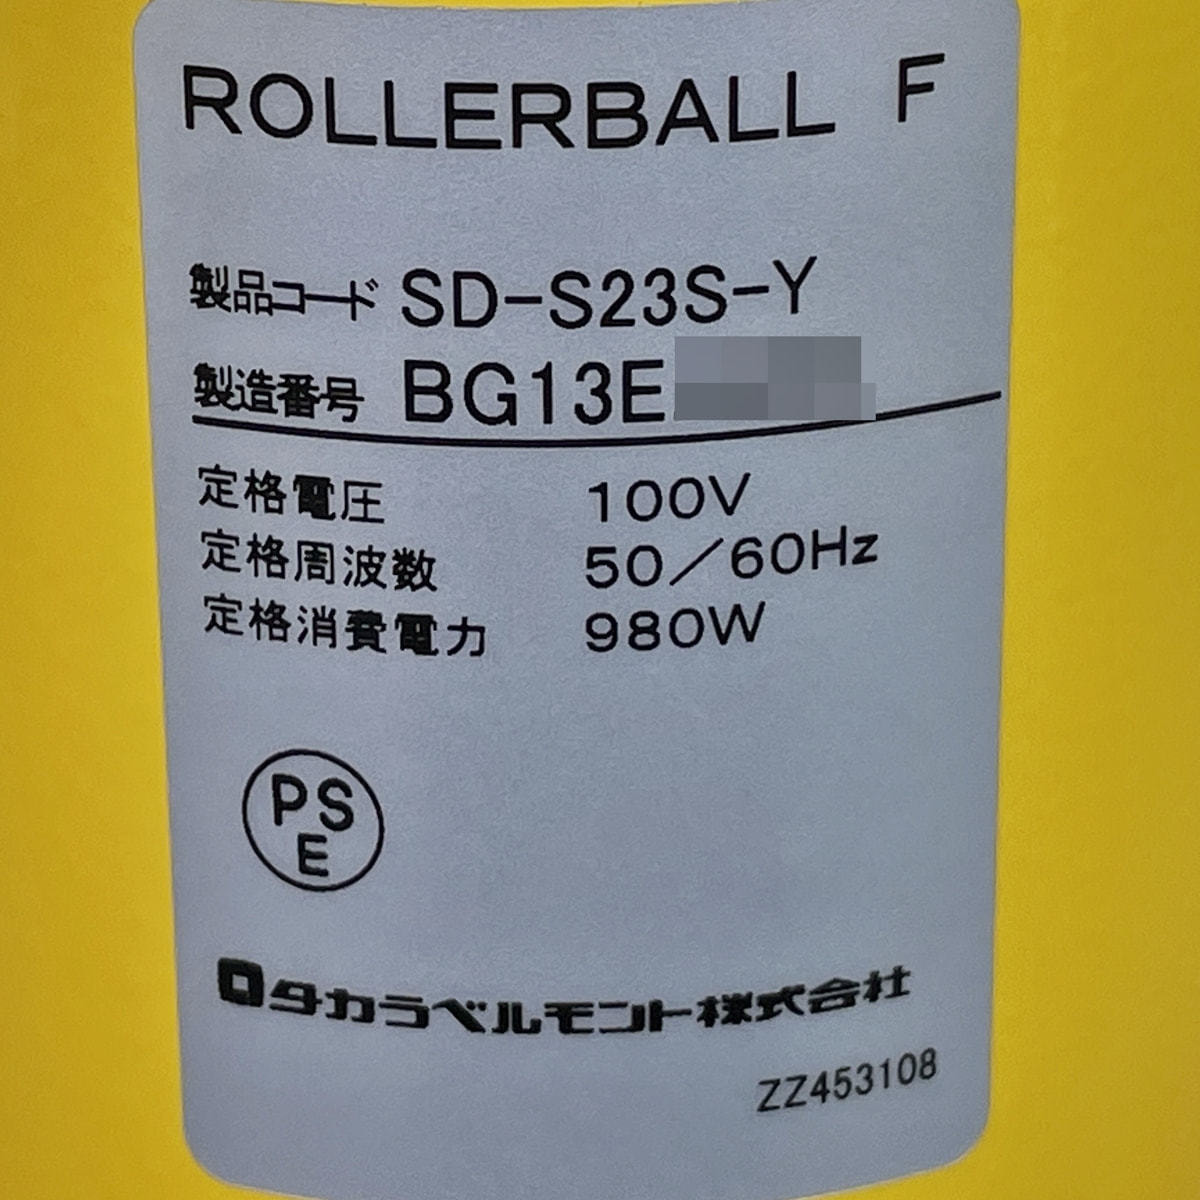 ROLLERBALL F
製品コード SD-S23S-Y
製造番号 BG13E
定格電圧 100V
定格周波数 50/60Hz
定格消費電力 980W
PS
E
タカラベルモント株式会社
ZZ453108